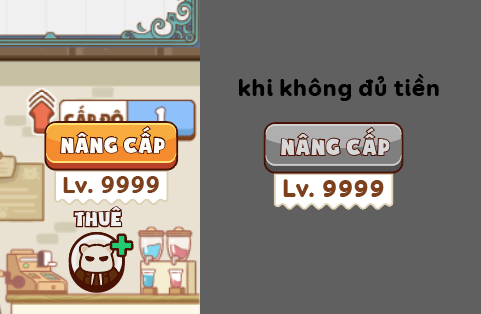 CẤP ĐỘ 1
NÂNG CẤP
Lv. 9999
THUÊ
khi không đủ tiền
NÂNG CẤP
Lv. 9999